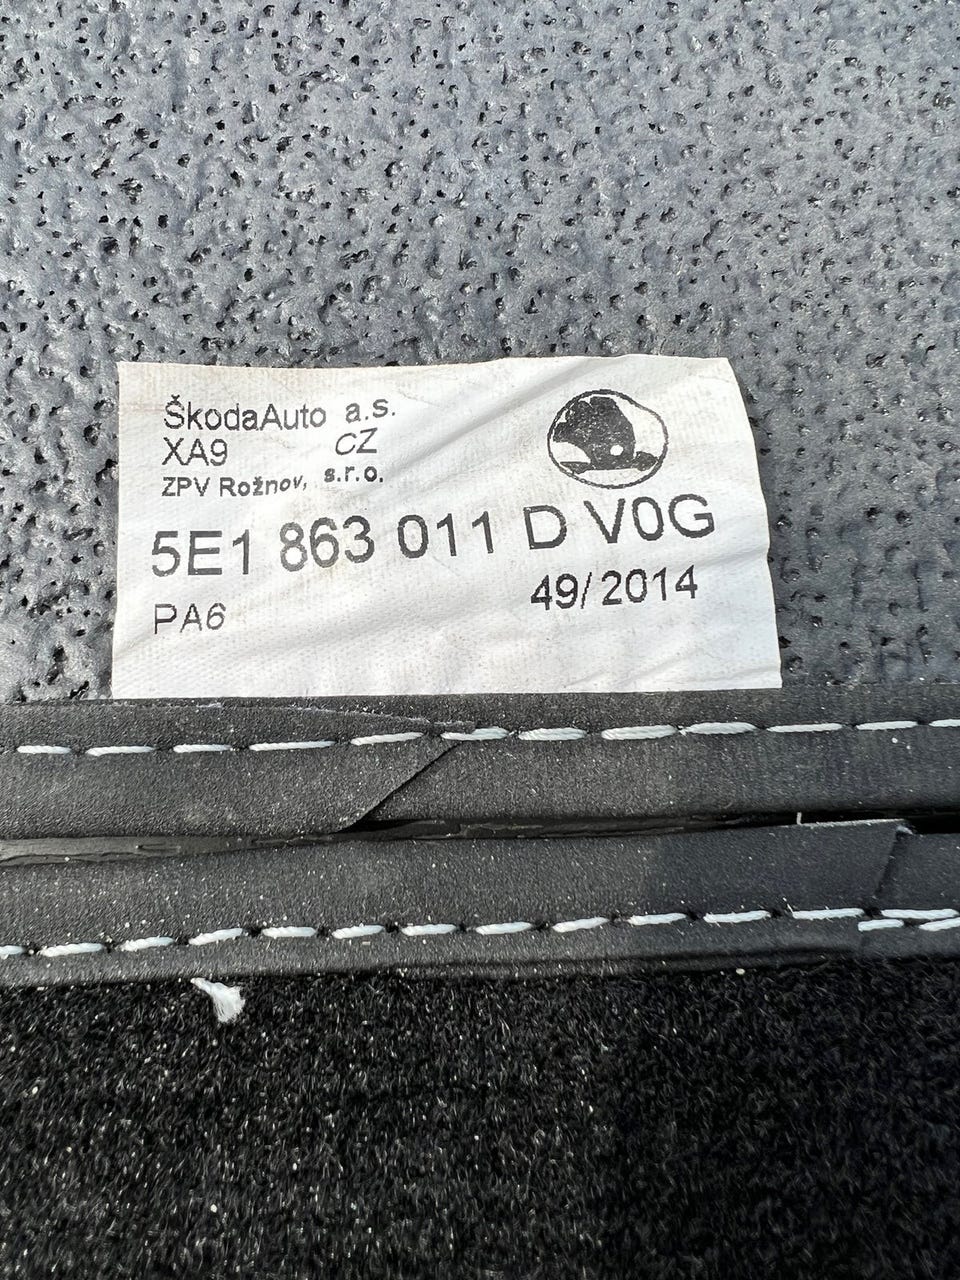 ŠkodaAuto a.s.
XA9 CZ
ZPV Rožnov, s.r.o.
5E1 863 011 D V0G
PA6 49/2014